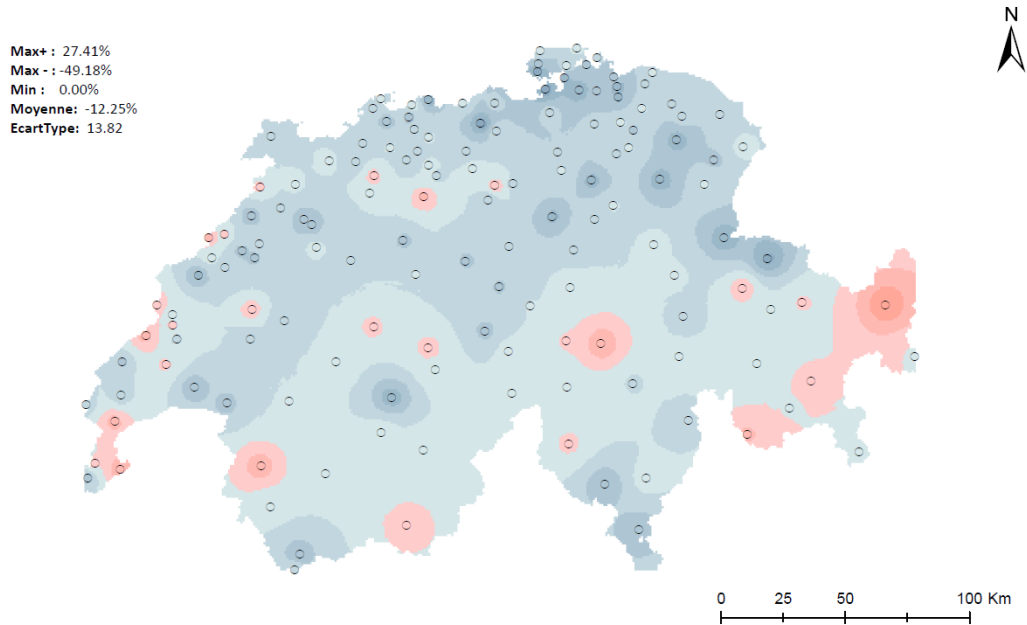 N
Max+ : 27.41%
Max - : -49.18%
Min : 0.00%
Moyenne: -12.25%
EcartType: 13.82
0 25 50 100 Km